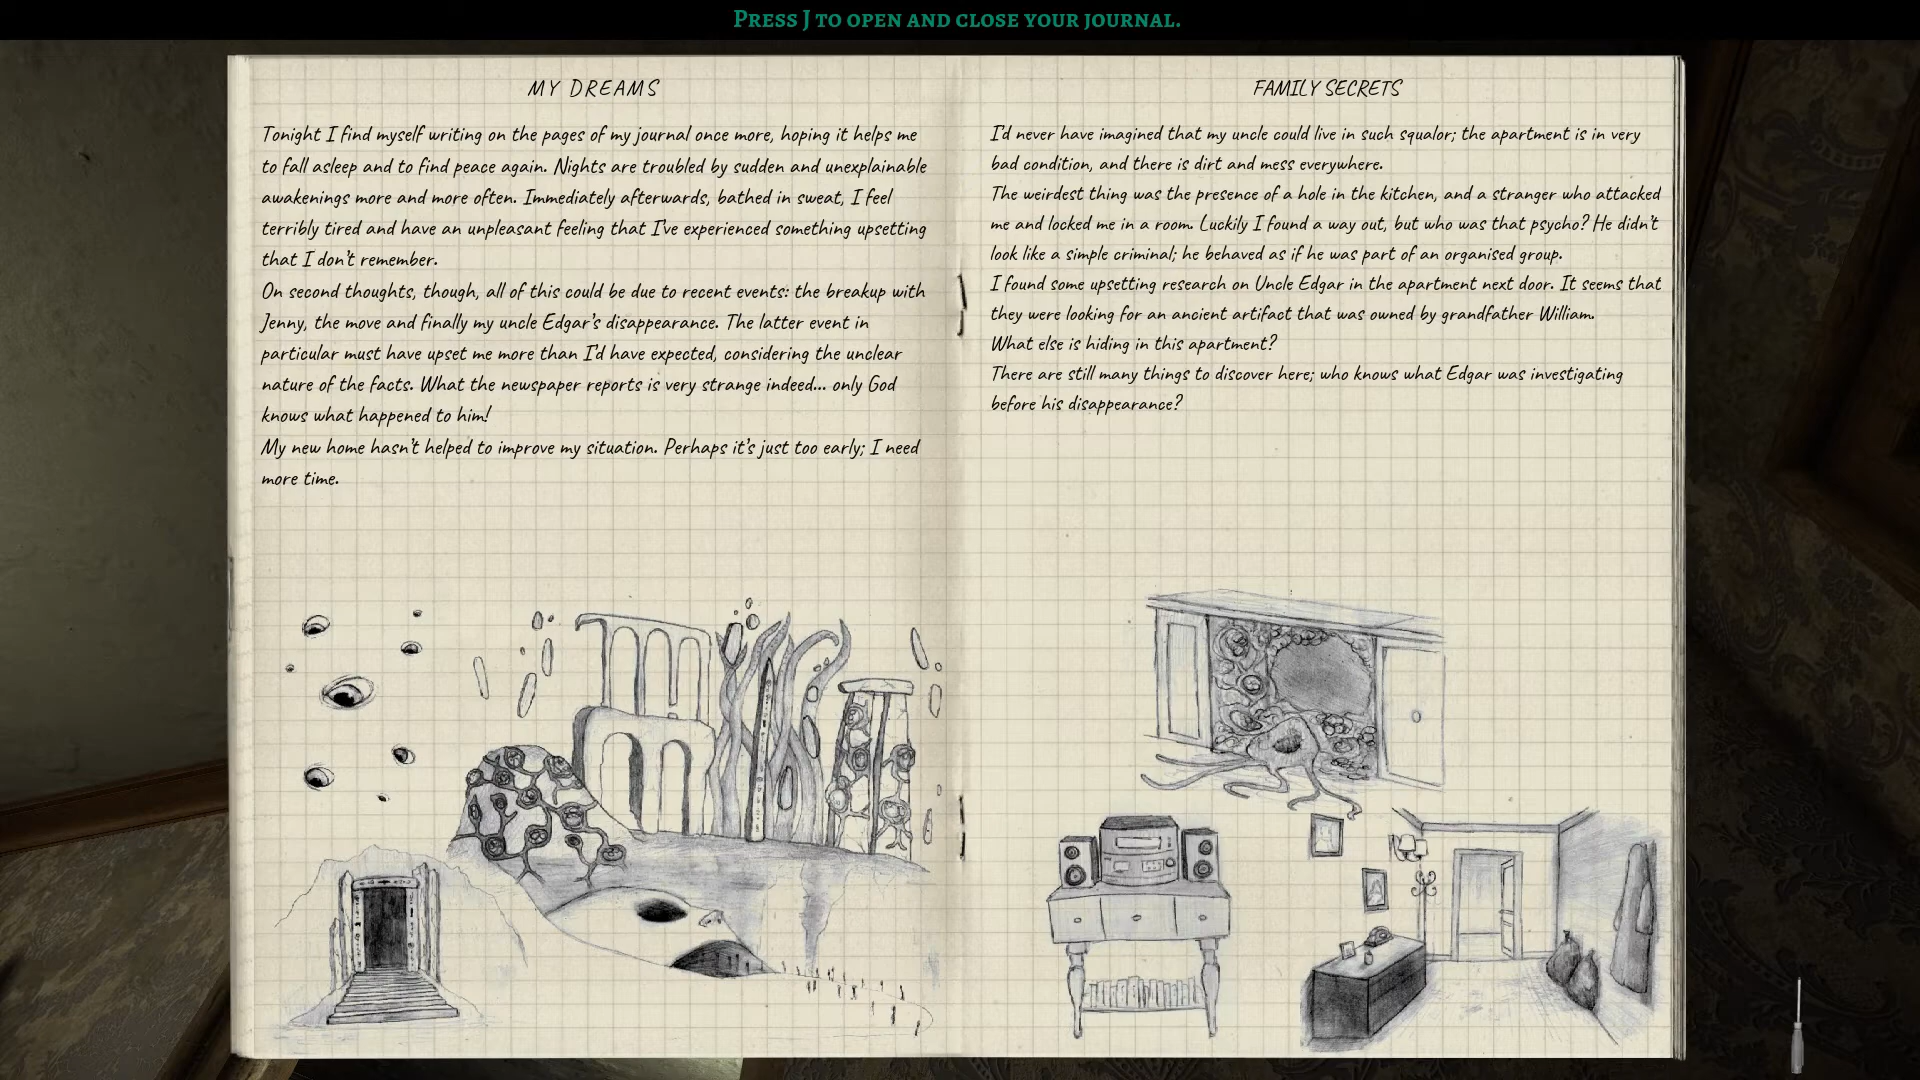 PRESS J TO OPEN AND CLOSE YOUR JOURNAL.
MY DREAMS
Tonight I find myself writing on the pages of my journal once more, hoping it helps me
to fall asleep and to find peace again. Nights are troubled by sudden and unexplainable
awakenings more and more often. Immediately afterwards, bathed in sweat, I feel
terribly tired and have an unpleasant feeling that I've experienced something upsetting
that I don't remember.
On second thoughts, though, all of this could be due to recent events: the breakup with
Jenny, the move and finally my uncle Edgar's disappearance. The latter event in
particular must have upset me more than I'd have expected, considering the unclear
nature of the facts. What the newspaper reports is very strange indeed... only God
knows what happened to him!
My new home hasn't helped to improve my situation. Perhaps it's just too early; I need
more time.
FAMILY SECRETS
I'd never have imagined that my uncle could live in such squalor; the apartment is in very
bad condition, and there is dirt and mess everywhere.
The weirdest thing was the presence of a hole in the kitchen, and a stranger who attacked
me and locked me in a room. Luckily I found a way out, but who was that psycho? He didn't
look like a simple criminal; he behaved as if he was part of an organised group.
I found some upsetting research on Uncle Edgar in the apartment next door. It seems that
they were looking for an ancient artifact that was owned by grandfather William.
What else is hiding in this apartment?
There are still many things to discover here; who knows what Edgar was investigating
before his disappearance?